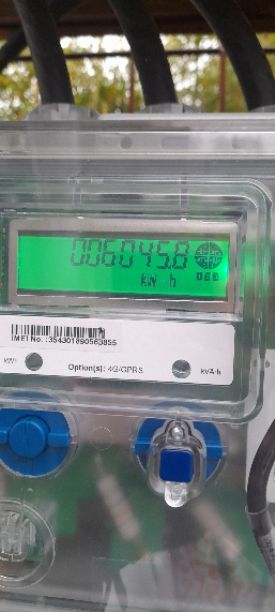 006045.8
kW h
IMEI No. :354301890563855
Option(s): 4G/GPRS
kVA·h